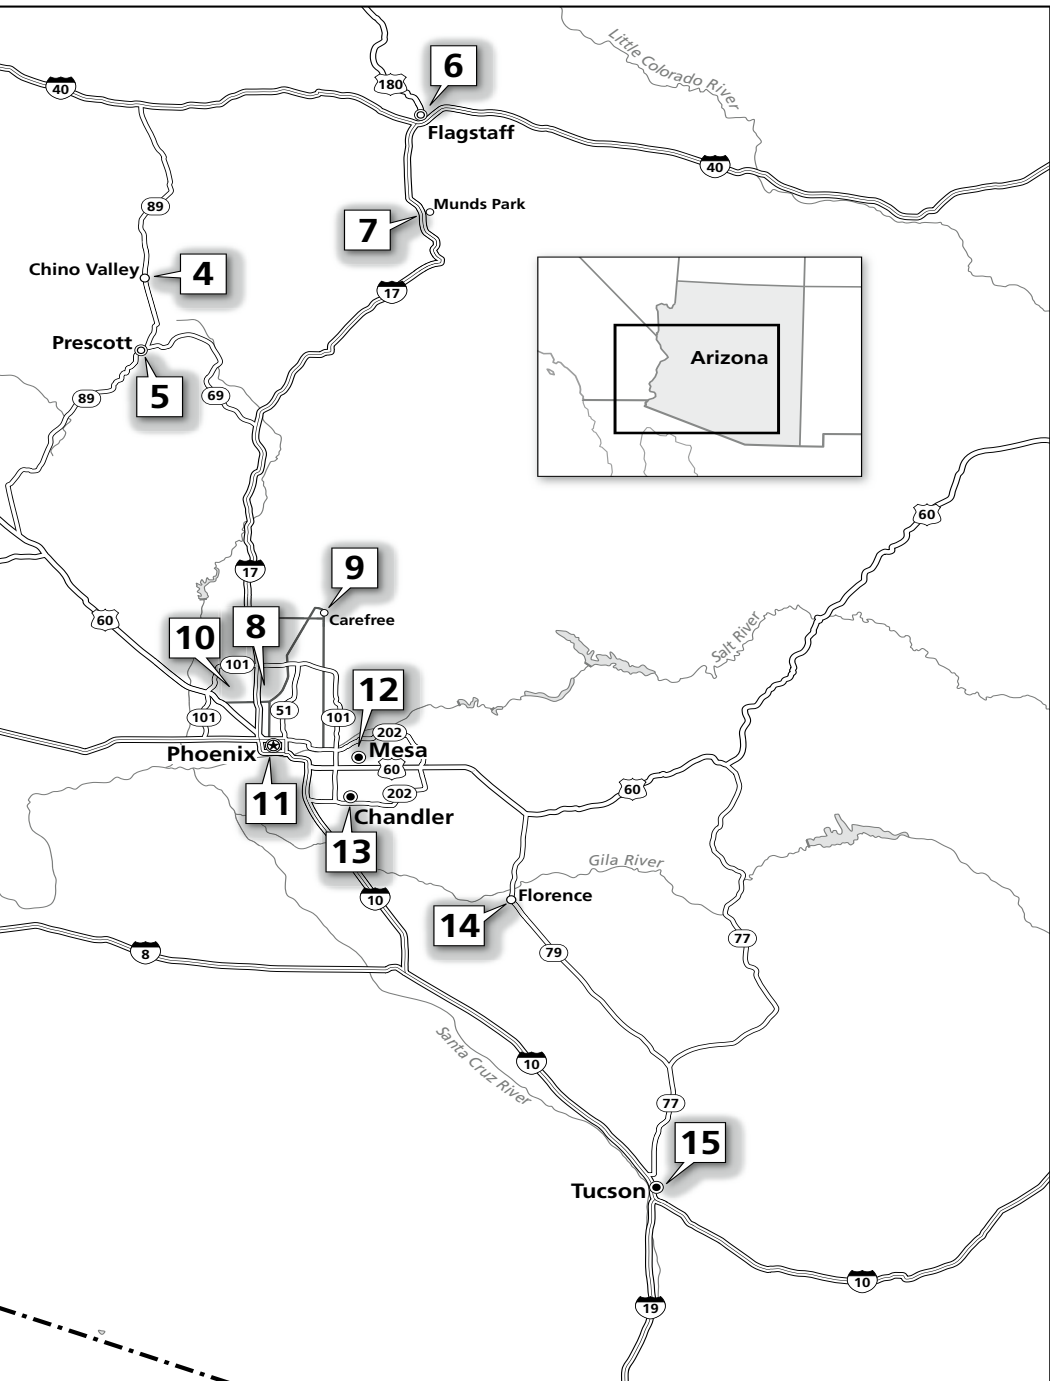 Little Colorado River
6
180
40
Flagstaff
40
89
Munds Park
7
Chino Valley
4
17
Prescott
Arizona
5
89
69
60
9
17
Carefree
60
8
10
101
12
51
101
101
202
Salt River
Phoenix
Mesa
60
60
202
11
Chandler
13
Gila River
10
Florence
14
77
79
8
10
Santa Cruz River
77
15
Tucson
10
19